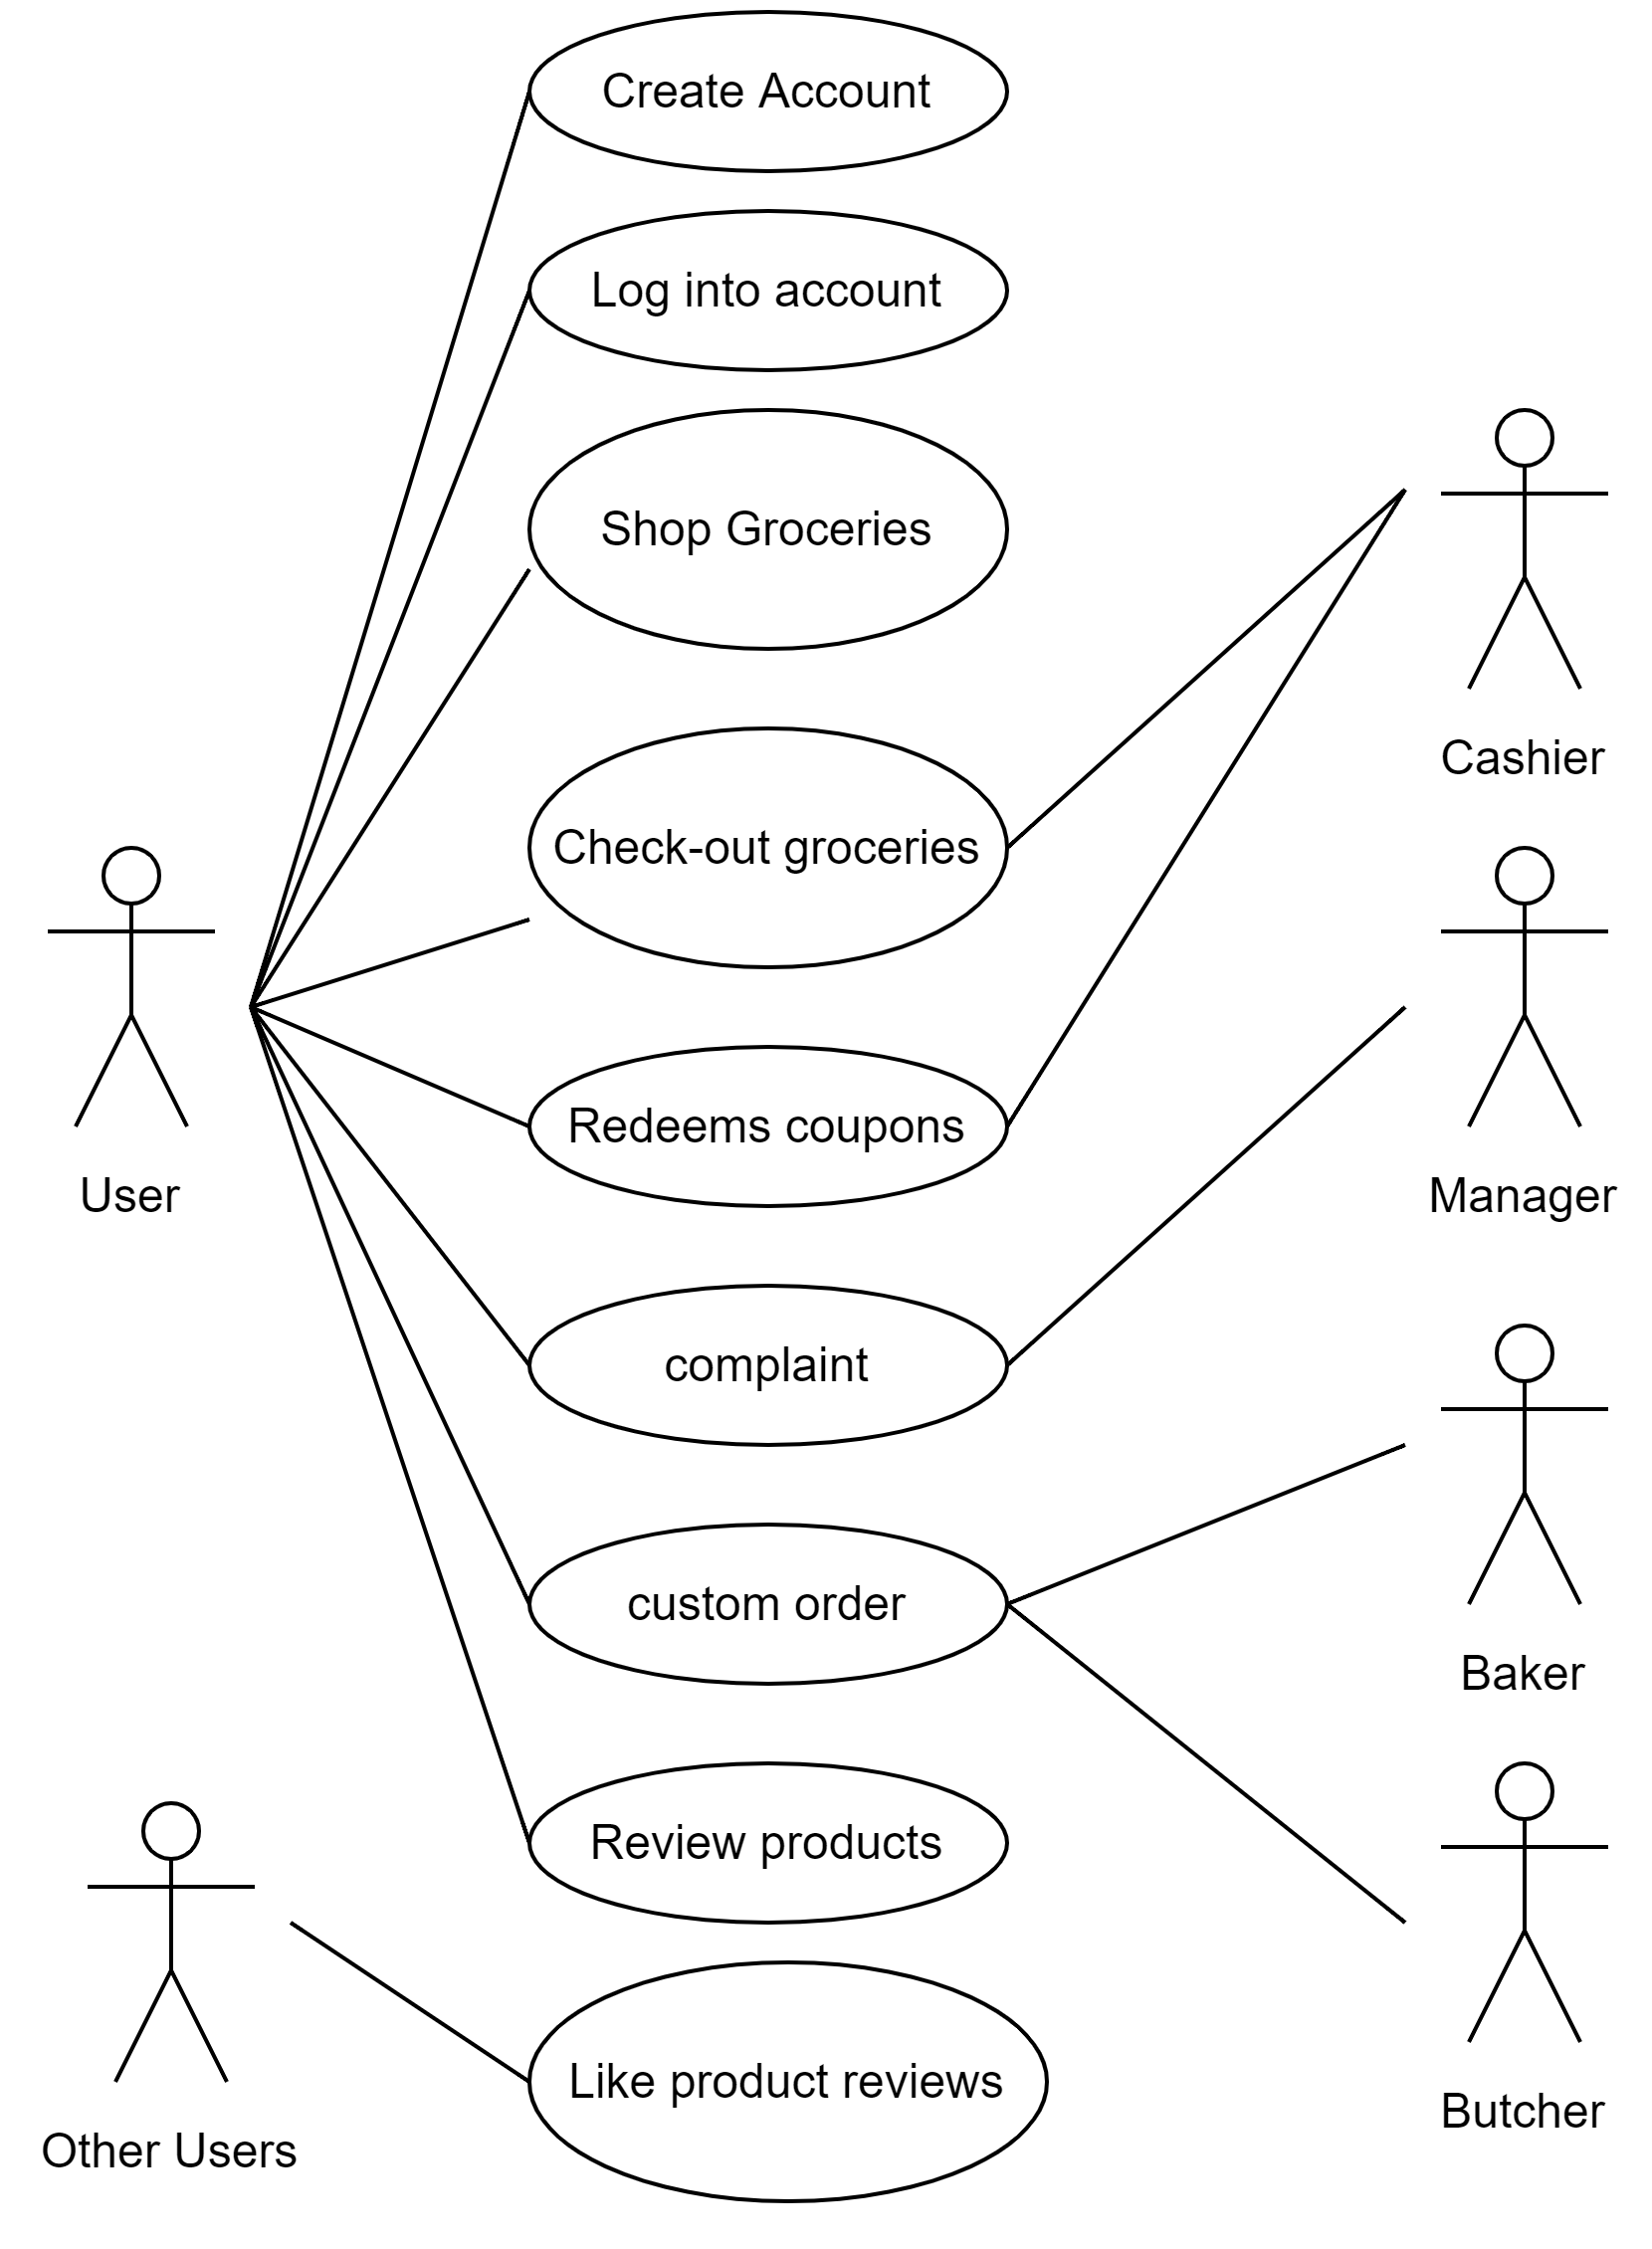 Create Account
Log into account
Shop Groceries
Cashier
Check-out groceries
User
Redeems coupons
Manager
complaint
custom order
Baker
Review products
Like product reviews
Butcher
Other Users